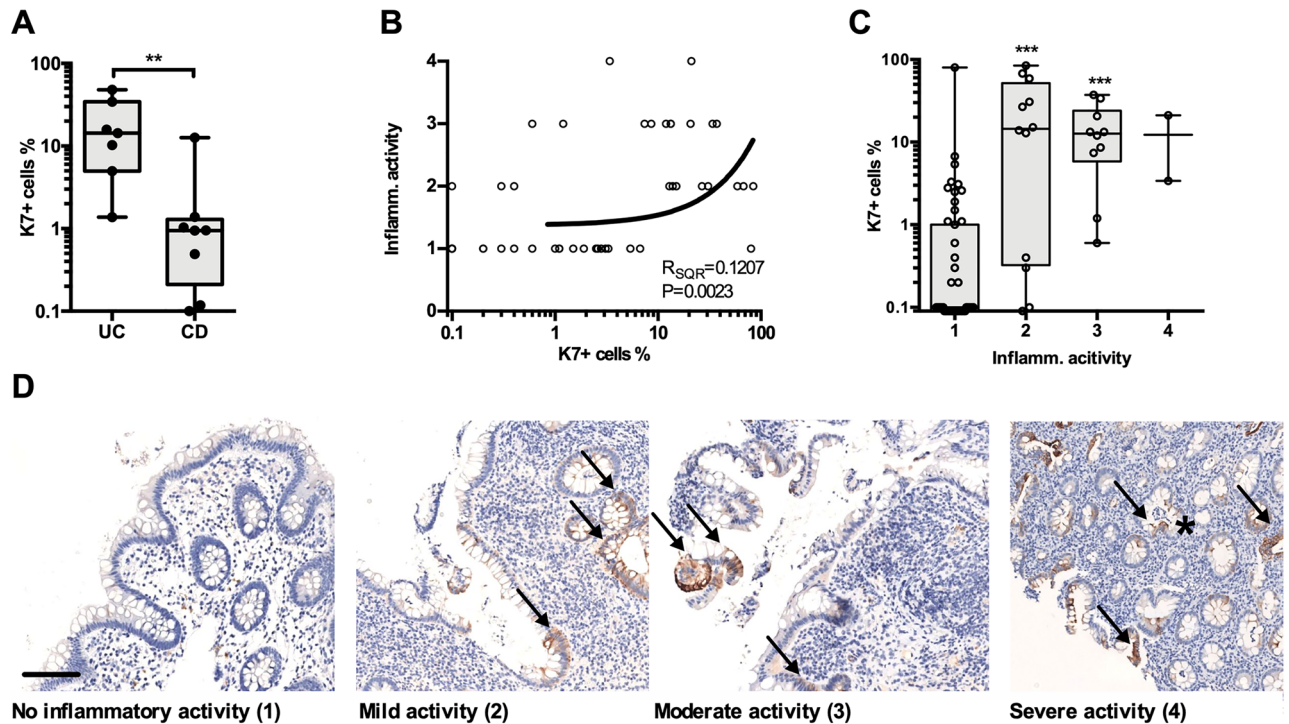 A
K7+ cells %
100
10
1
0.1
**
UC
CD
B
Inflamm. activity
4
3
2
1
0
R_SQR=0.1207
P=0.0023
0.1
1
10
100
K7+ cells %
C
K7+ cells %
100
10
1
0.1
***
***
1
2
3
4
Inflamm. acitivity
D
*
No inflammatory activity (1)
Mild activity (2)
Moderate activity (3)
Severe activity (4)